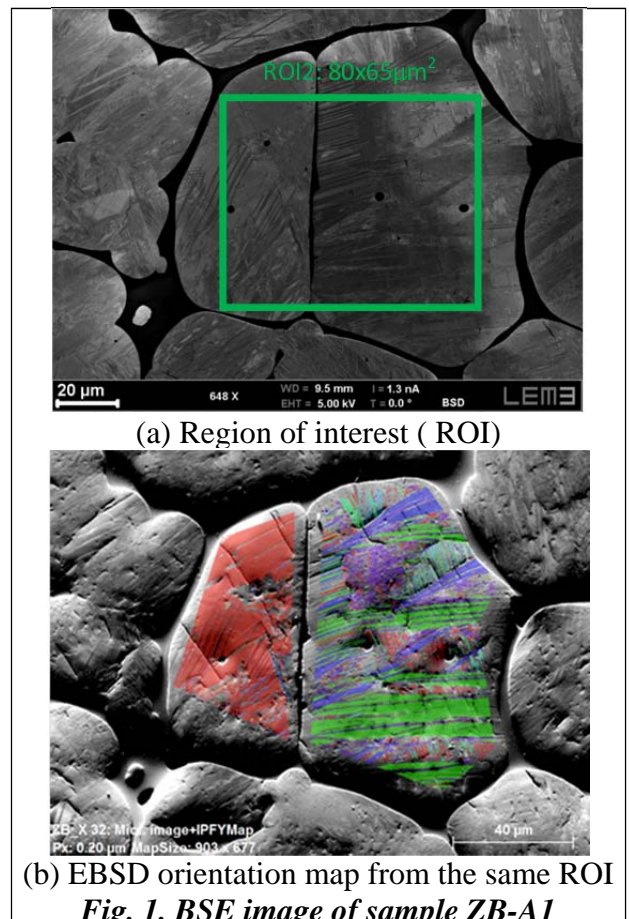 ROI2: 80x65µm²
20 µm
648 X
WD = 9.5 mm I = 1.3 nA
EHT = 5.00 kV T = 0.0 ° BSD
LEM3
(a) Region of interest ( ROI)
ZB_X 32: Mic. image+IPFYMap
Px: 0.20 µm MapSize: 903 x 677
40 µm
(b) EBSD orientation map from the same ROI
Fig. 1. BSE image of sample ZB-A1